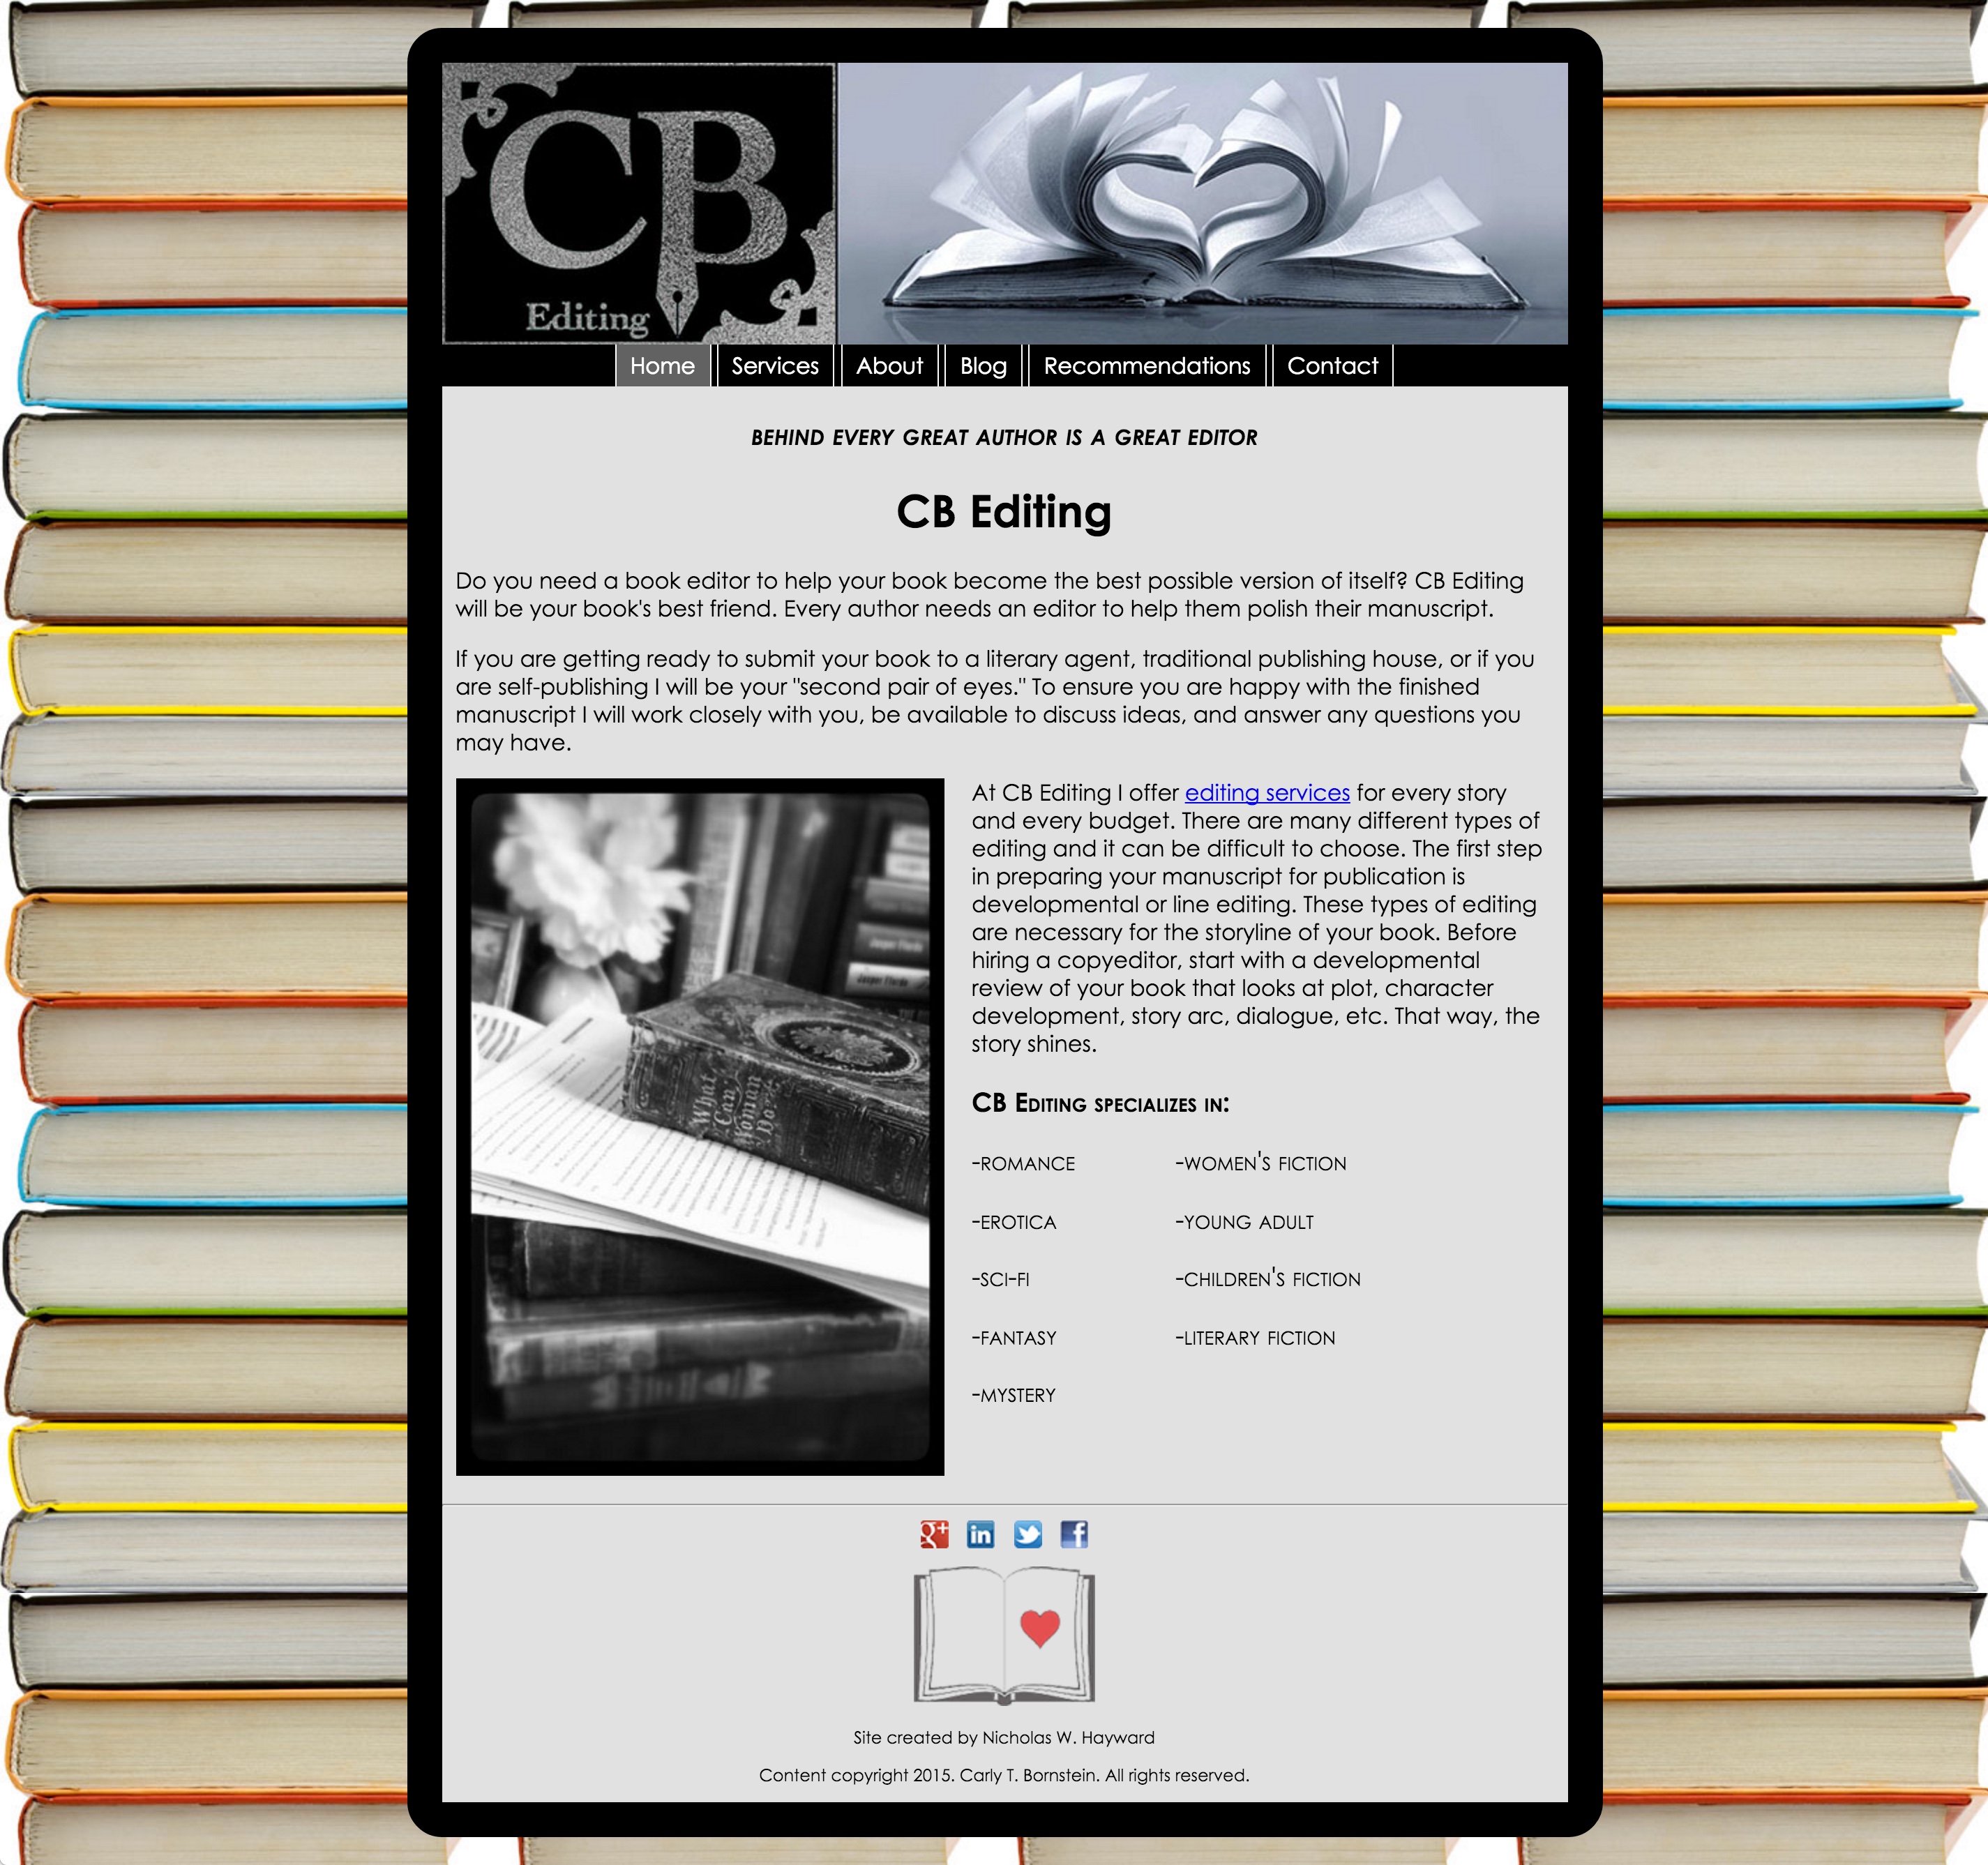 CB
Editing
Home Services About Blog Recommendations Contact
BEHIND EVERY GREAT AUTHOR IS A GREAT EDITOR
CB Editing
Do you need a book editor to help your book become the best possible version of itself? CB Editing
will be your book's best friend. Every author needs an editor to help them polish their manuscript.
If you are getting ready to submit your book to a literary agent, traditional publishing house, or if you
are self-publishing I will be your "second pair of eyes." To ensure you are happy with the finished
manuscript I will work closely with you, be available to discuss ideas, and answer any questions you
may have.
Jasper Fforde
Jasper Fforde
What
Can
Woman
Do
At CB Editing I offer editing services for every story
and every budget. There are many different types of
editing and it can be difficult to choose. The first step
in preparing your manuscript for publication is
developmental or line editing. These types of editing
are necessary for the storyline of your book. Before
hiring a copyeditor, start with a developmental
review of your book that looks at plot, character
development, story arc, dialogue, etc. That way, the
story shines.
CB EDITING SPECIALIZES IN:
-ROMANCE -WOMEN'S FICTION
-EROTICA -YOUNG ADULT
-SCI-FI -CHILDREN'S FICTION
-FANTASY -LITERARY FICTION
-MYSTERY
g+ in f
Site created by Nicholas W. Hayward
Content copyright 2015. Carly T. Bornstein. All rights reserved.